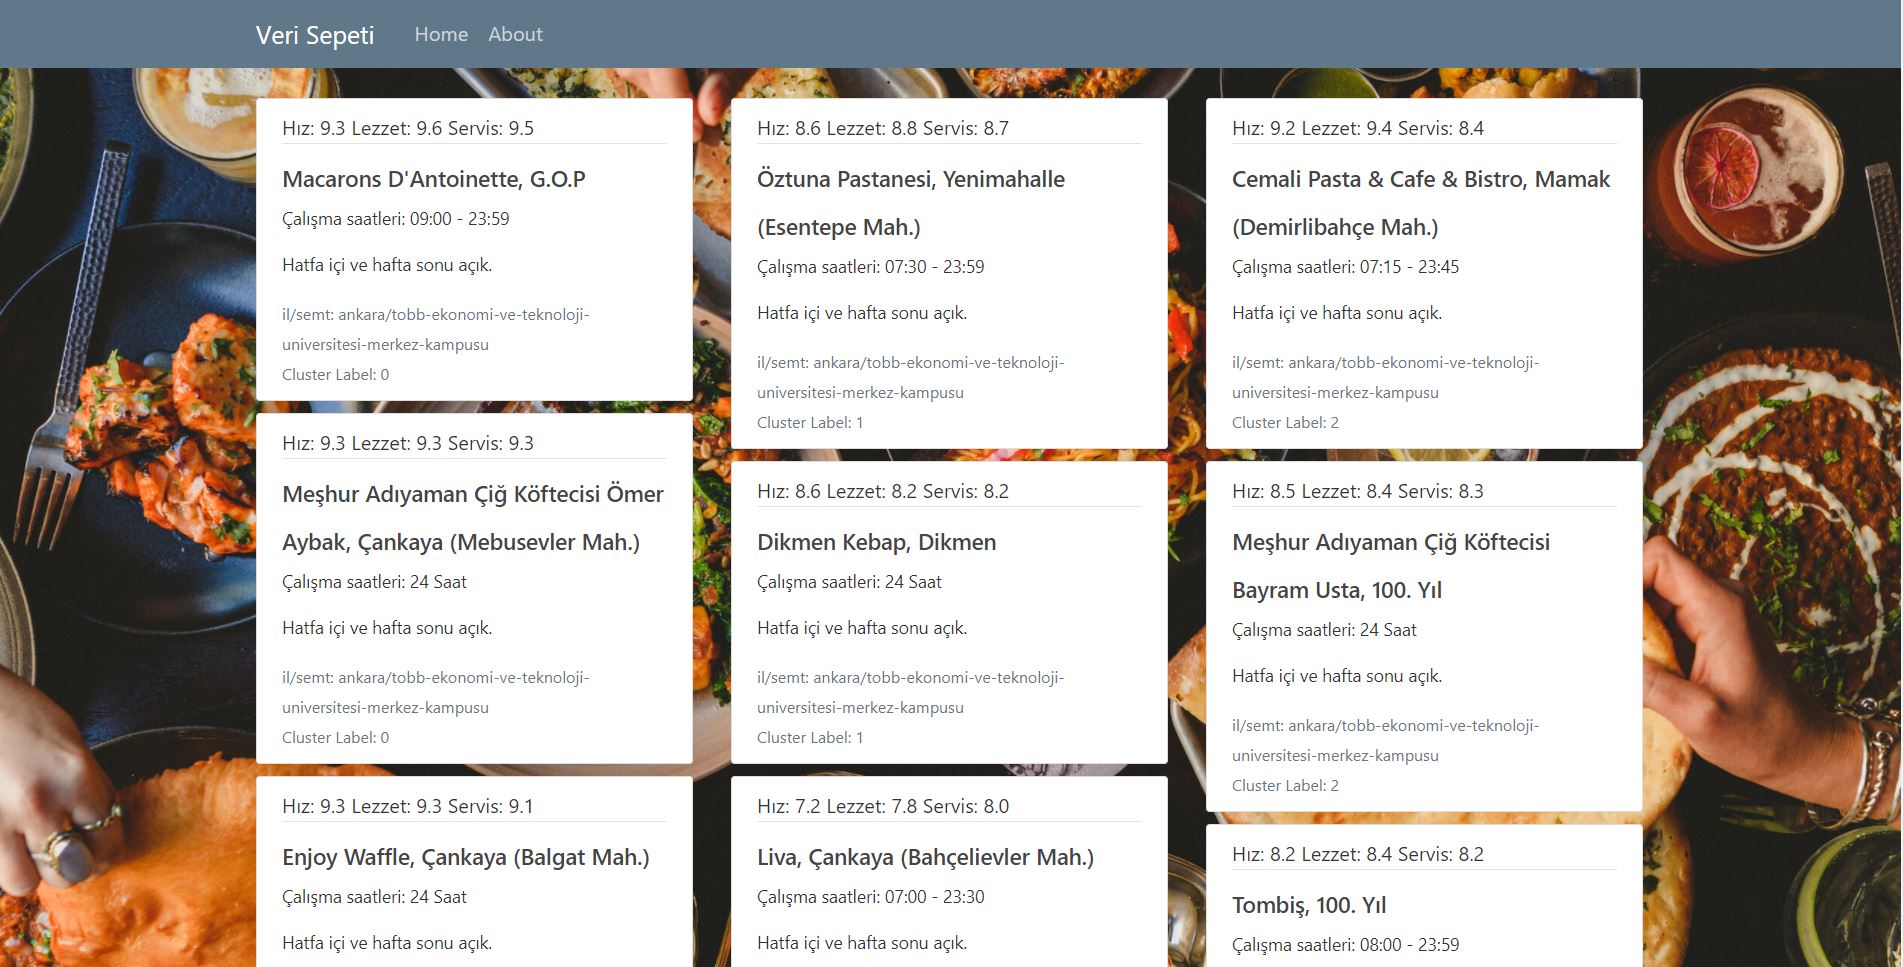 Veri Sepeti Home About
Hız: 9.3 Lezzet: 9.6 Servis: 9.5
Macarons D'Antoinette, G.O.P
Çalışma saatleri: 09:00 - 23:59
Hatfa içi ve hafta sonu açık.
il/semt: ankara/tobb-ekonomi-ve-teknoloji-
universitesi-merkez-kampusu
Cluster Label: 0
Hız: 9.3 Lezzet: 9.3 Servis: 9.3
Meşhur Adıyaman Çiğ Köftecisi Ömer
Aybak, Çankaya (Mebusevler Mah.)
Çalışma saatleri: 24 Saat
Hatfa içi ve hafta sonu açık.
il/semt: ankara/tobb-ekonomi-ve-teknoloji-
universitesi-merkez-kampusu
Cluster Label: 0
Hız: 9.3 Lezzet: 9.3 Servis: 9.1
Enjoy Waffle, Çankaya (Balgat Mah.)
Çalışma saatleri: 24 Saat
Hatfa içi ve hafta sonu açık.
Hız: 8.6 Lezzet: 8.8 Servis: 8.7
Öztuna Pastanesi, Yenimahalle
(Esentepe Mah.)
Çalışma saatleri: 07:30 - 23:59
Hatfa içi ve hafta sonu açık.
il/semt: ankara/tobb-ekonomi-ve-teknoloji-
universitesi-merkez-kampusu
Cluster Label: 1
Hız: 8.6 Lezzet: 8.2 Servis: 8.2
Dikmen Kebap, Dikmen
Çalışma saatleri: 24 Saat
Hatfa içi ve hafta sonu açık.
il/semt: ankara/tobb-ekonomi-ve-teknoloji-
universitesi-merkez-kampusu
Cluster Label: 1
Hız: 7.2 Lezzet: 7.8 Servis: 8.0
Liva, Çankaya (Bahçelievler Mah.)
Çalışma saatleri: 07:00 - 23:30
Hatfa içi ve hafta sonu açık.
Hız: 9.2 Lezzet: 9.4 Servis: 8.4
Cemali Pasta & Cafe & Bistro, Mamak
(Demirlibahçe Mah.)
Çalışma saatleri: 07:15 - 23:45
Hatfa içi ve hafta sonu açık.
il/semt: ankara/tobb-ekonomi-ve-teknoloji-
universitesi-merkez-kampusu
Cluster Label: 2
Hız: 8.5 Lezzet: 8.4 Servis: 8.3
Meşhur Adıyaman Çiğ Köftecisi
Bayram Usta, 100. Yıl
Çalışma saatleri: 24 Saat
Hatfa içi ve hafta sonu açık.
il/semt: ankara/tobb-ekonomi-ve-teknoloji-
universitesi-merkez-kampusu
Cluster Label: 2
Hız: 8.2 Lezzet: 8.4 Servis: 8.2
Tombiş, 100. Yıl
Çalışma saatleri: 08:00 - 23:59